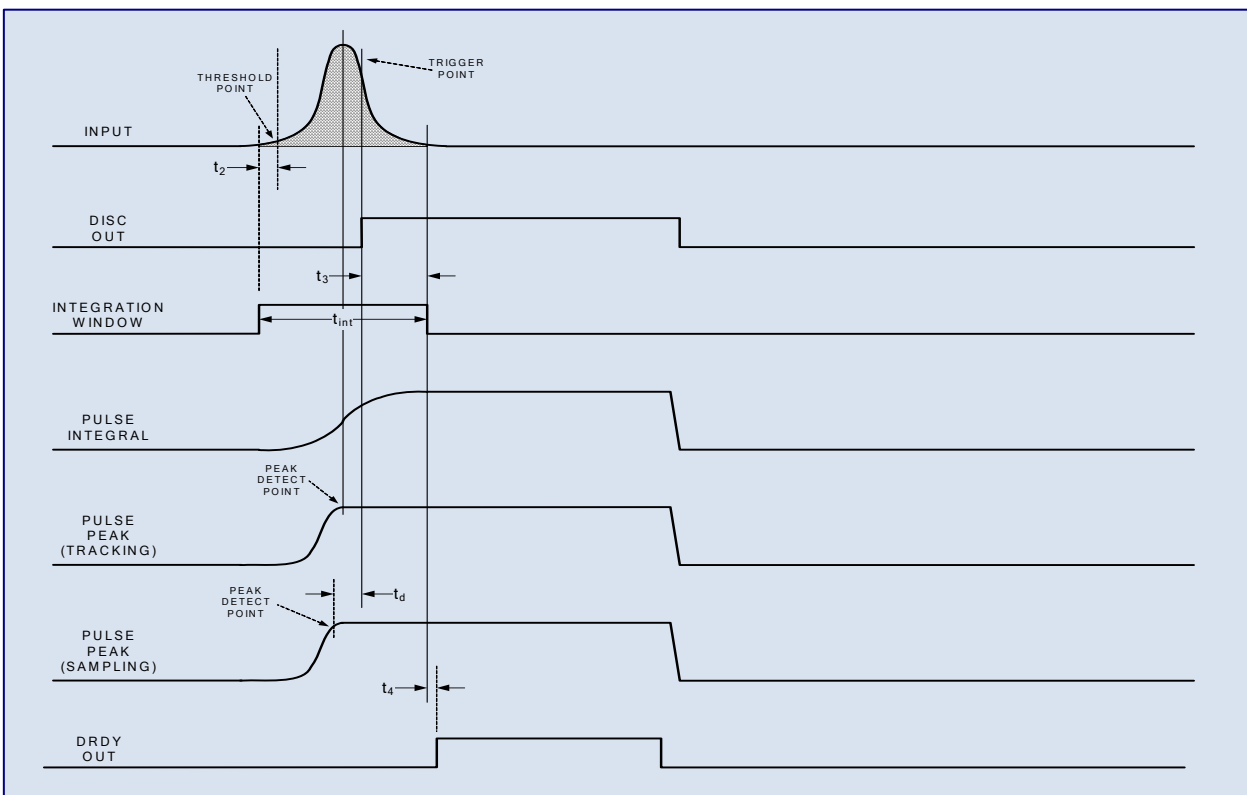 TRIGGER
POINT
THRESHOLD
POINT
INPUT
t2
DISC
OUT
t3
INTEGRATION
WINDOW
tint
PULSE
INTEGRAL
PEAK
DETECT
POINT
PULSE
PEAK
(TRACKING)
PEAK
DETECT
POINT
td
PULSE
PEAK
(SAMPLING)
t4
DRDY
OUT